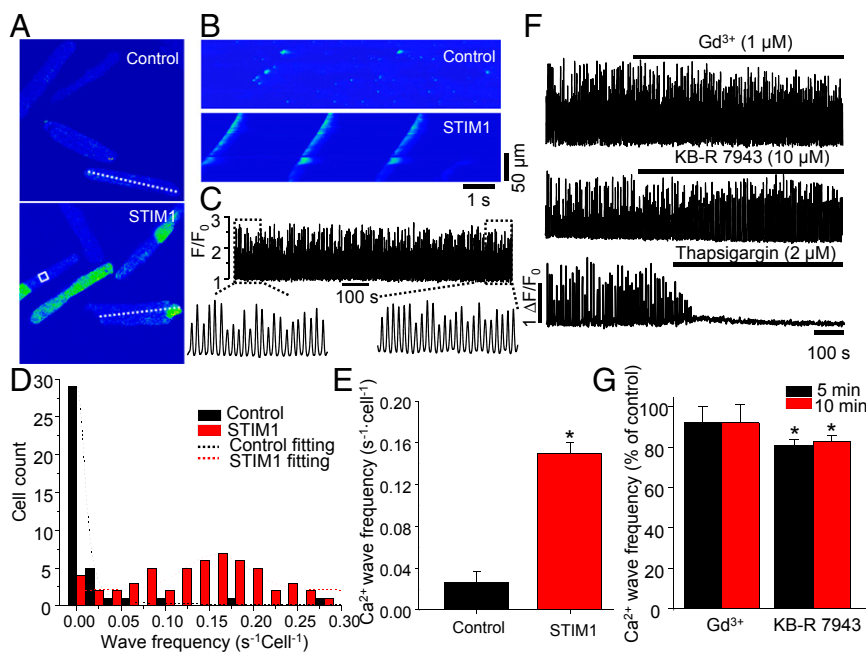 A
Control
STIM1
B
Control
STIM1
50 µm
1 s
C
F/F0
3
2
1
100 s
F
Gd³⁺ (1 µM)
KB-R 7943 (10 µM)
Thapsigargin (2 µM)
1 ΔF/F0
100 s
D
Cell count
30
25
20
15
10
5
0
Control
STIM1
Control fitting
STIM1 fitting
0.00 0.05 0.10 0.15 0.20 0.25 0.30
Wave frequency (s⁻¹Cell⁻¹)
E
Ca²⁺ wave frequency (s⁻¹·cell⁻¹)
0.20
0.16
0.12
0.08
0.04
0.00
*
Control STIM1
G
Ca²⁺ wave frequency (% of control)
80
60
40
20
0
5 min
10 min
* *
Gd³⁺ KB-R 7943